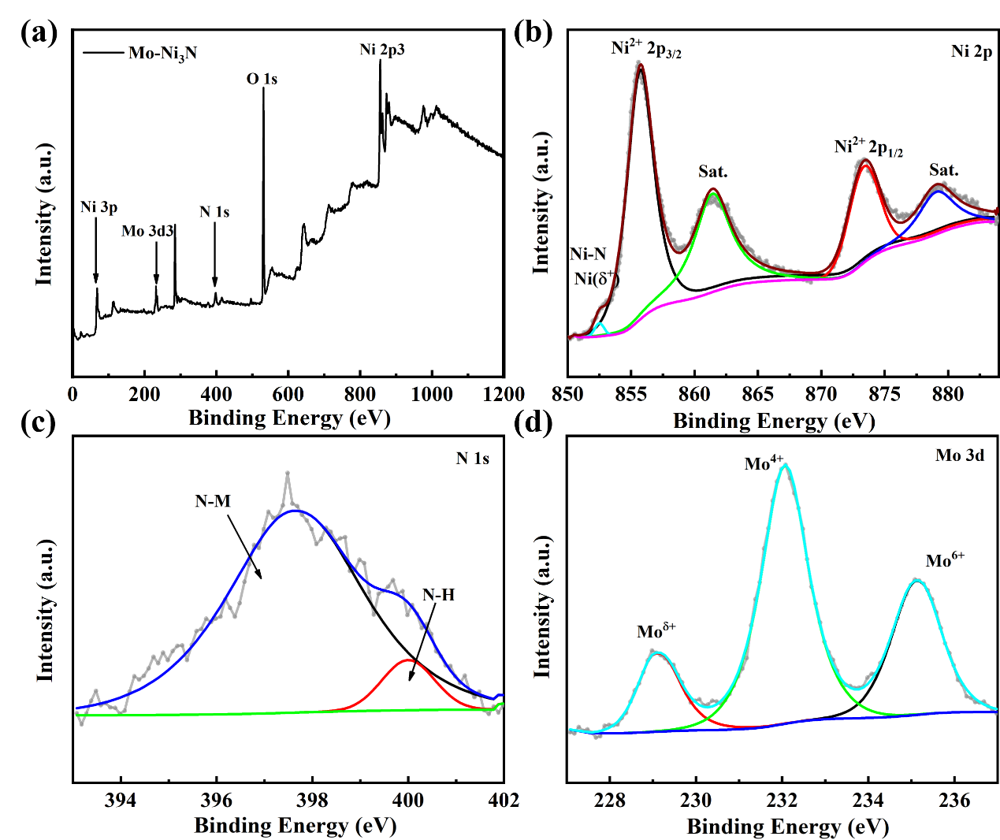 (a)
Mo-Ni₃N
Ni 3p
Mo 3d3
N 1s
O 1s
Ni 2p3
Intensity (a.u.)
0 200 400 600 800 1000 1200
Binding Energy (eV)
(b)
Ni 2p
Ni²⁺ 2p₃/₂
Sat.
Ni²⁺ 2p₁/₂
Sat.
Ni-N
Ni(δ⁺)
Intensity (a.u.)
850 855 860 865 870 875 880
Binding Energy (eV)
(c)
N 1s
N-M
N-H
Intensity (a.u.)
394 396 398 400 402
Binding Energy (eV)
(d)
Mo 3d
Mo⁴⁺
Mo⁶⁺
Moᵟ⁺
Intensity (a.u.)
228 230 232 234 236
Binding Energy (eV)